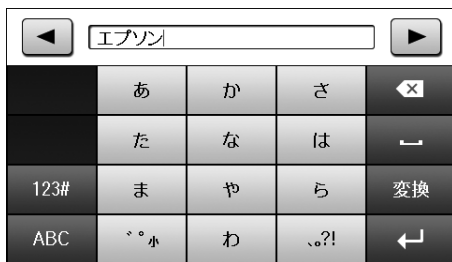 エプソン
あ か さ
た な は
123# ま や ら 変換
ABC ゛゜小 わ 、。?!